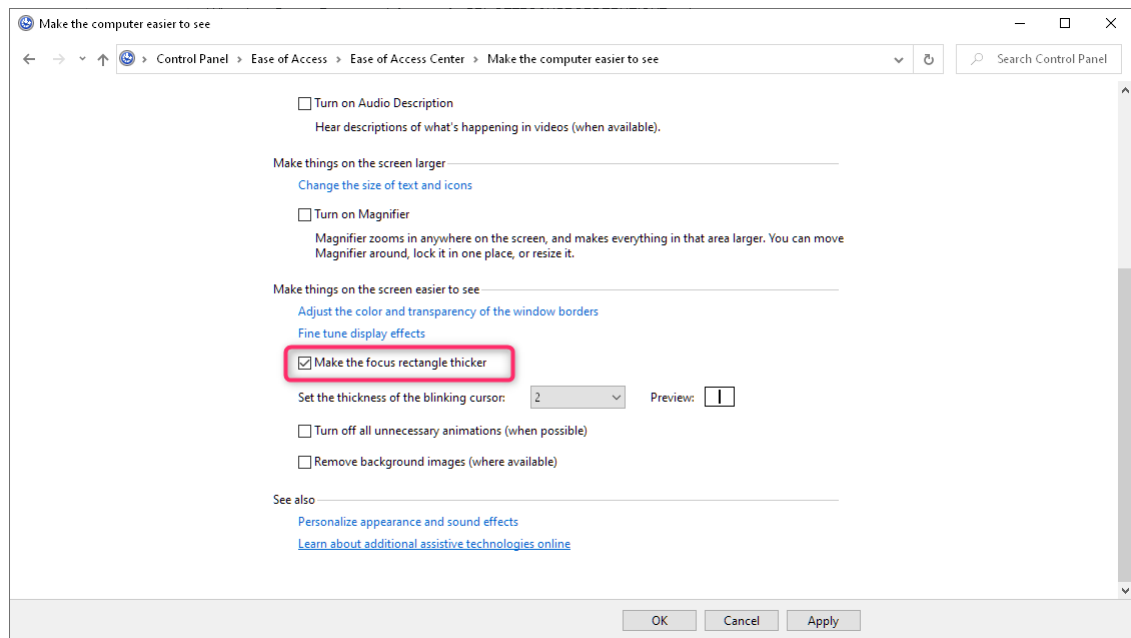 Make the computer easier to see
Control Panel > Ease of Access > Ease of Access Center > Make the computer easier to see
Search Control Panel
Turn on Audio Description
Hear descriptions of what's happening in videos (when available).
Make things on the screen larger
Change the size of text and icons
Turn on Magnifier
Magnifier zooms in anywhere on the screen, and makes everything in that area larger. You can move
Magnifier around, lock it in one place, or resize it.
Make things on the screen easier to see
Adjust the color and transparency of the window borders
Fine tune display effects
Make the focus rectangle thicker
Set the thickness of the blinking cursor: 2 Preview:
Turn off all unnecessary animations (when possible)
Remove background images (where available)
See also
Personalize appearance and sound effects
Learn about additional assistive technologies online
OK Cancel Apply